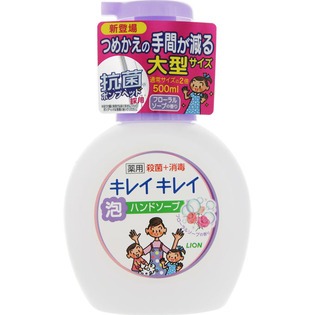 新登場
つめかえの手間が減る
大型サイズ
通常サイズの2倍
500ml
抗菌
ポンプヘッド
採用
フローラル
ソープの香り
薬用 殺菌+消毒
キレイキレイ
泡 ハンドソープ
LION